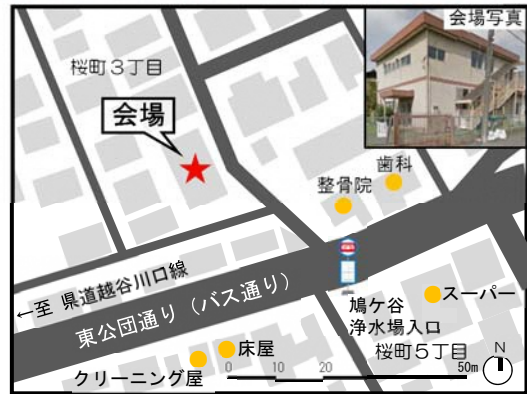 会場写真
桜町３丁目
会場
歯科
整骨院
←至 県道越谷川口線
東公団通り（バス通り）
鳩ケ谷
浄水場入口
スーパー
桜町５丁目
床屋
クリーニング屋
0 10 20 50m
N